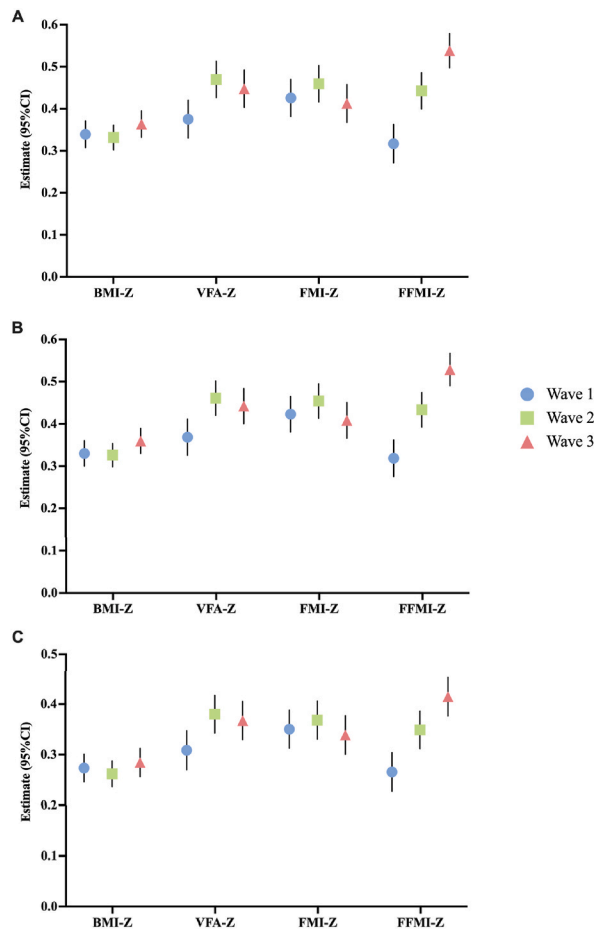 A
Estimate (95%CI)
0.6
0.5
0.4
0.3
0.2
0.1
0.0
BMI-Z VFA-Z FMI-Z FFMI-Z
B
Estimate (95%CI)
0.6
0.5
0.4
0.3
0.2
0.1
0.0
BMI-Z VFA-Z FMI-Z FFMI-Z
Wave 1
Wave 2
Wave 3
C
Estimate (95%CI)
0.5
0.4
0.3
0.2
0.1
0.0
BMI-Z VFA-Z FMI-Z FFMI-Z